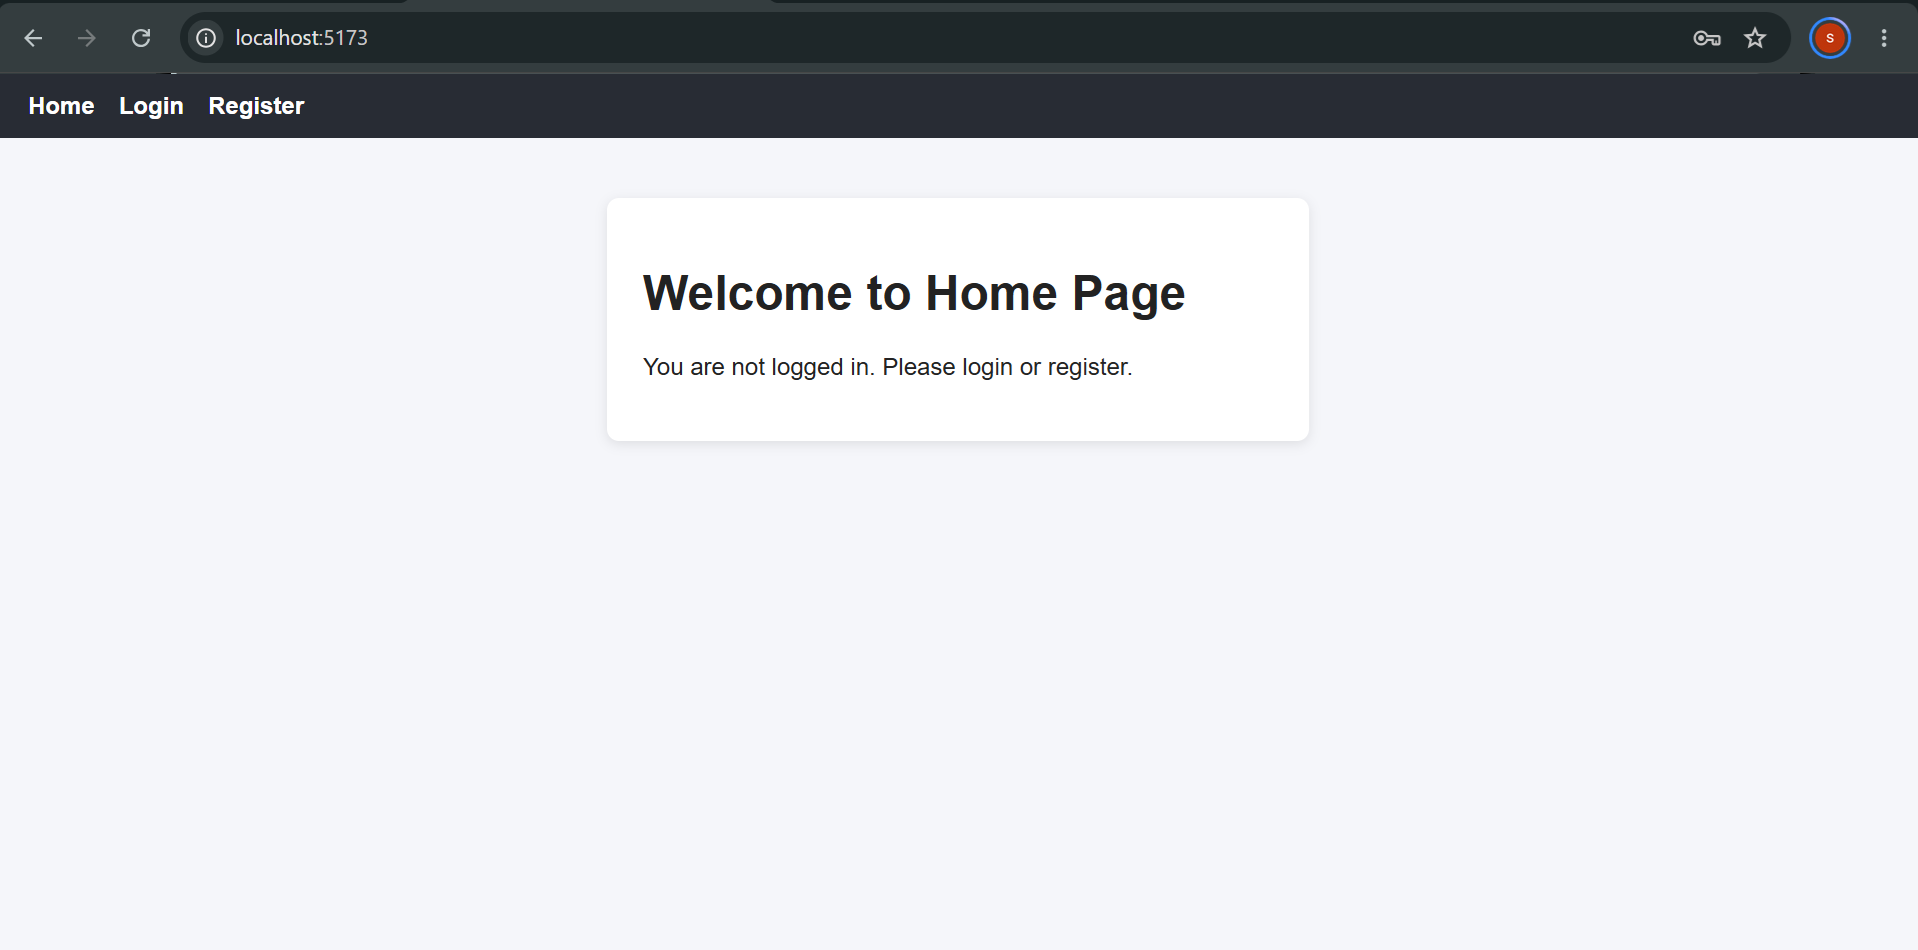 localhost:5173
S
Home Login Register
Welcome to Home Page
You are not logged in. Please login or register.